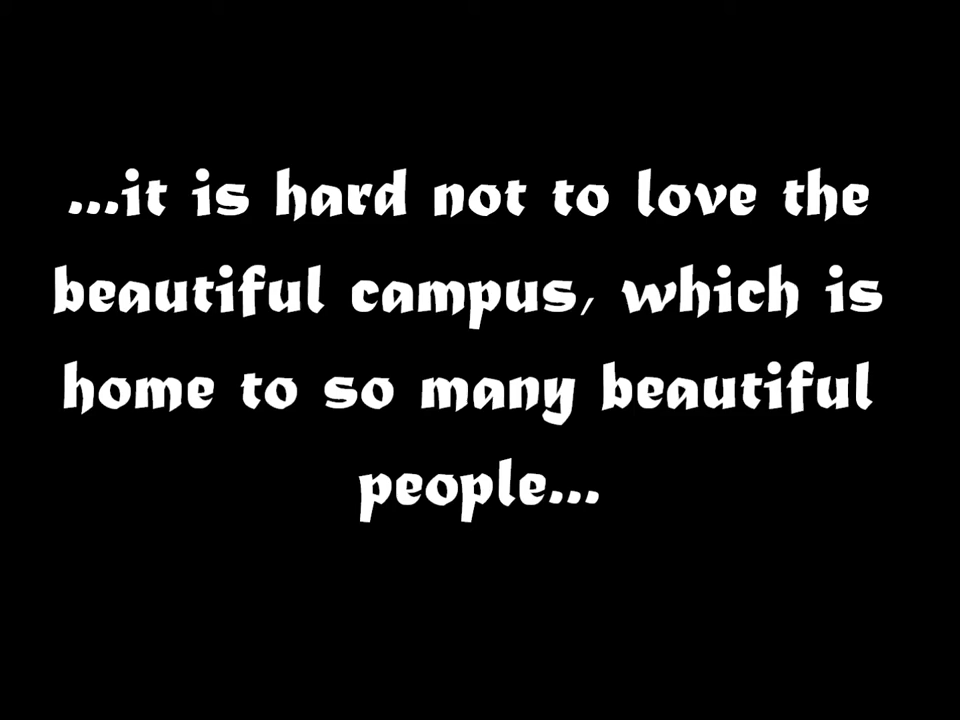 ...it is hard not to love the
beautiful campus, which is
home to so many beautiful
people...